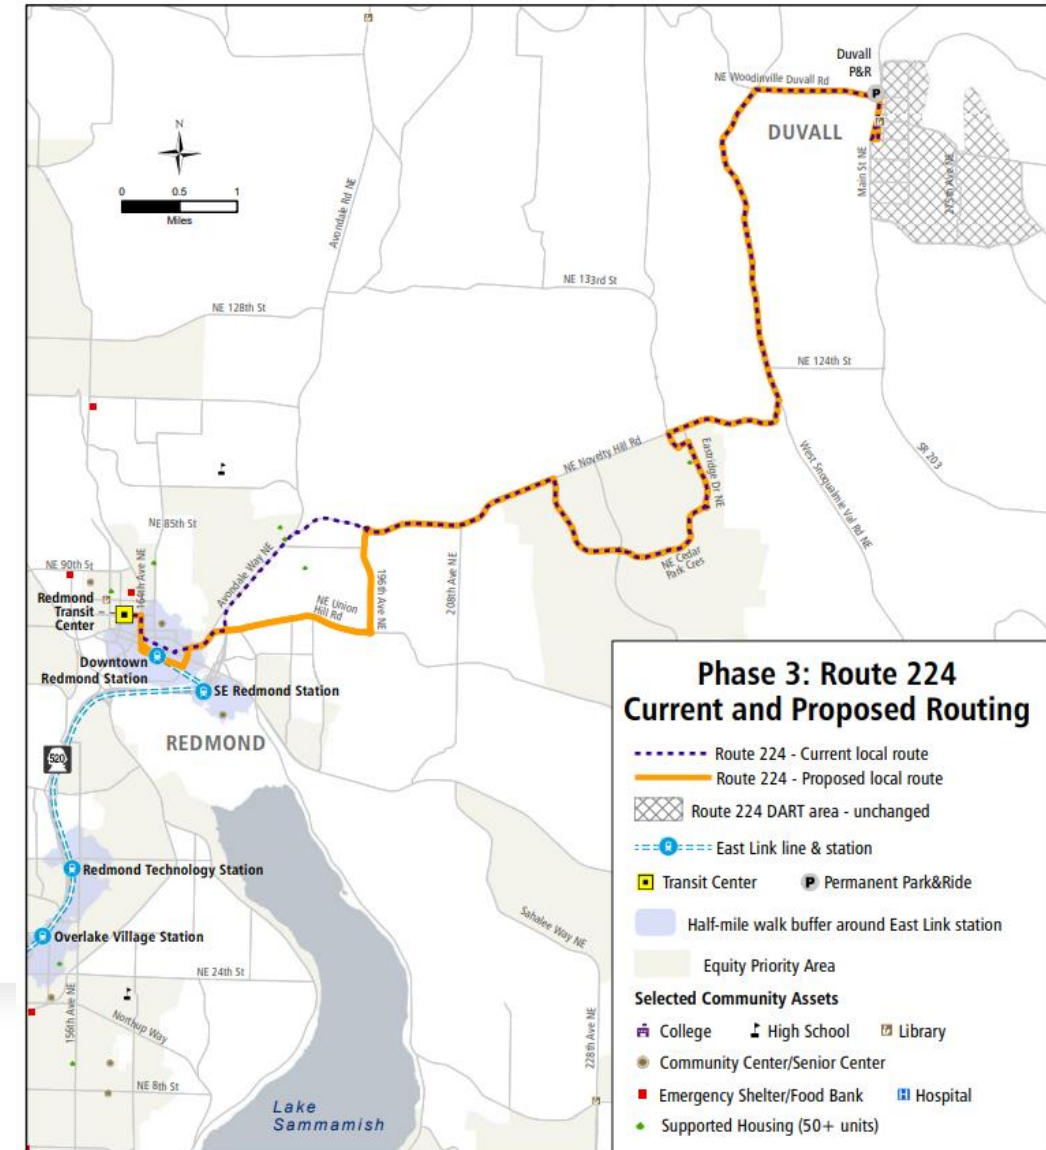 Duvall
P&R
NE Woodinville Duvall Rd
P
DUVALL
N
Main St NE
275th Ave NE
0 0.5 1
Miles
Avondale Rd NE
NE 133rd St
NE 128th St
NE 124th St
NE Novelty Hill Rd
Eastridge Dr NE
SR 203
West Snoqualmie Val Rd NE
NE 85th St
NE 90th St
164th Ave NE
Avondale Way NE
NE Cedar
Park Cres
208th Ave NE
196th Ave NE
NE Union
Hill Rd
Redmond
Transit
Center
Downtown
Redmond Station
SE Redmond Station
REDMOND
520
Redmond Technology Station
Overlake Village Station
Sahalee Way NE
NE 24th St
156th Ave NE
Northup Way
228th Ave NE
NE 8th St
Lake
Sammamish
Phase 3: Route 224
Current and Proposed Routing
Route 224 - Current local route
Route 224 - Proposed local route
Route 224 DART area - unchanged
East Link line & station
Transit Center
P Permanent Park&Ride
Half-mile walk buffer around East Link station
Equity Priority Area
Selected Community Assets
College High School Library
Community Center/Senior Center
Emergency Shelter/Food Bank H Hospital
Supported Housing (50+ units)